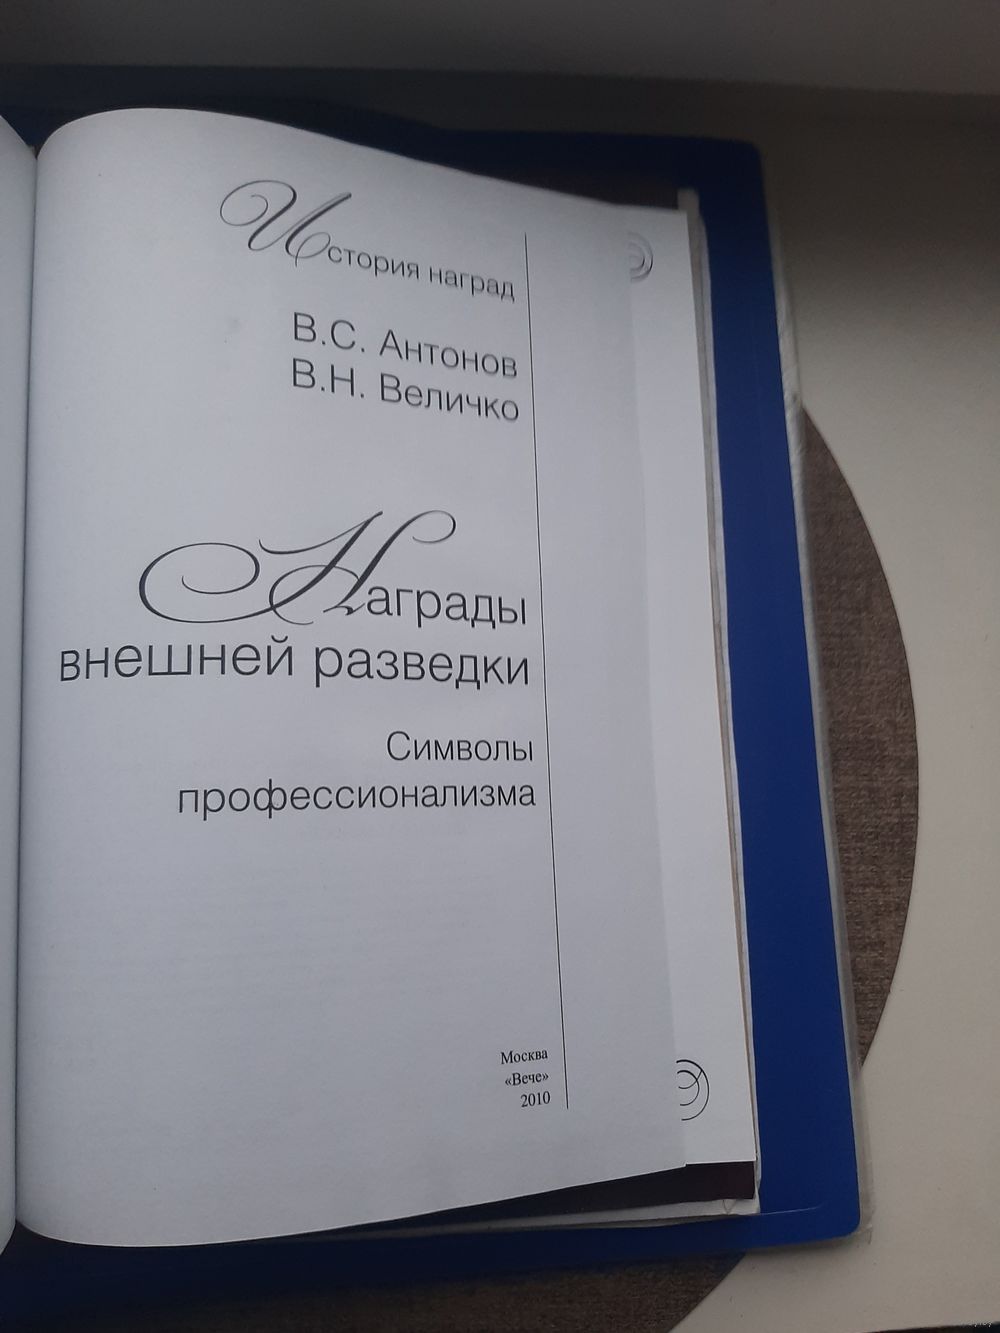 История наград
В.С. Антонов
В.Н. Величко
Награды
внешней разведки
Символы
профессионализма
Москва
«Вече»
2010